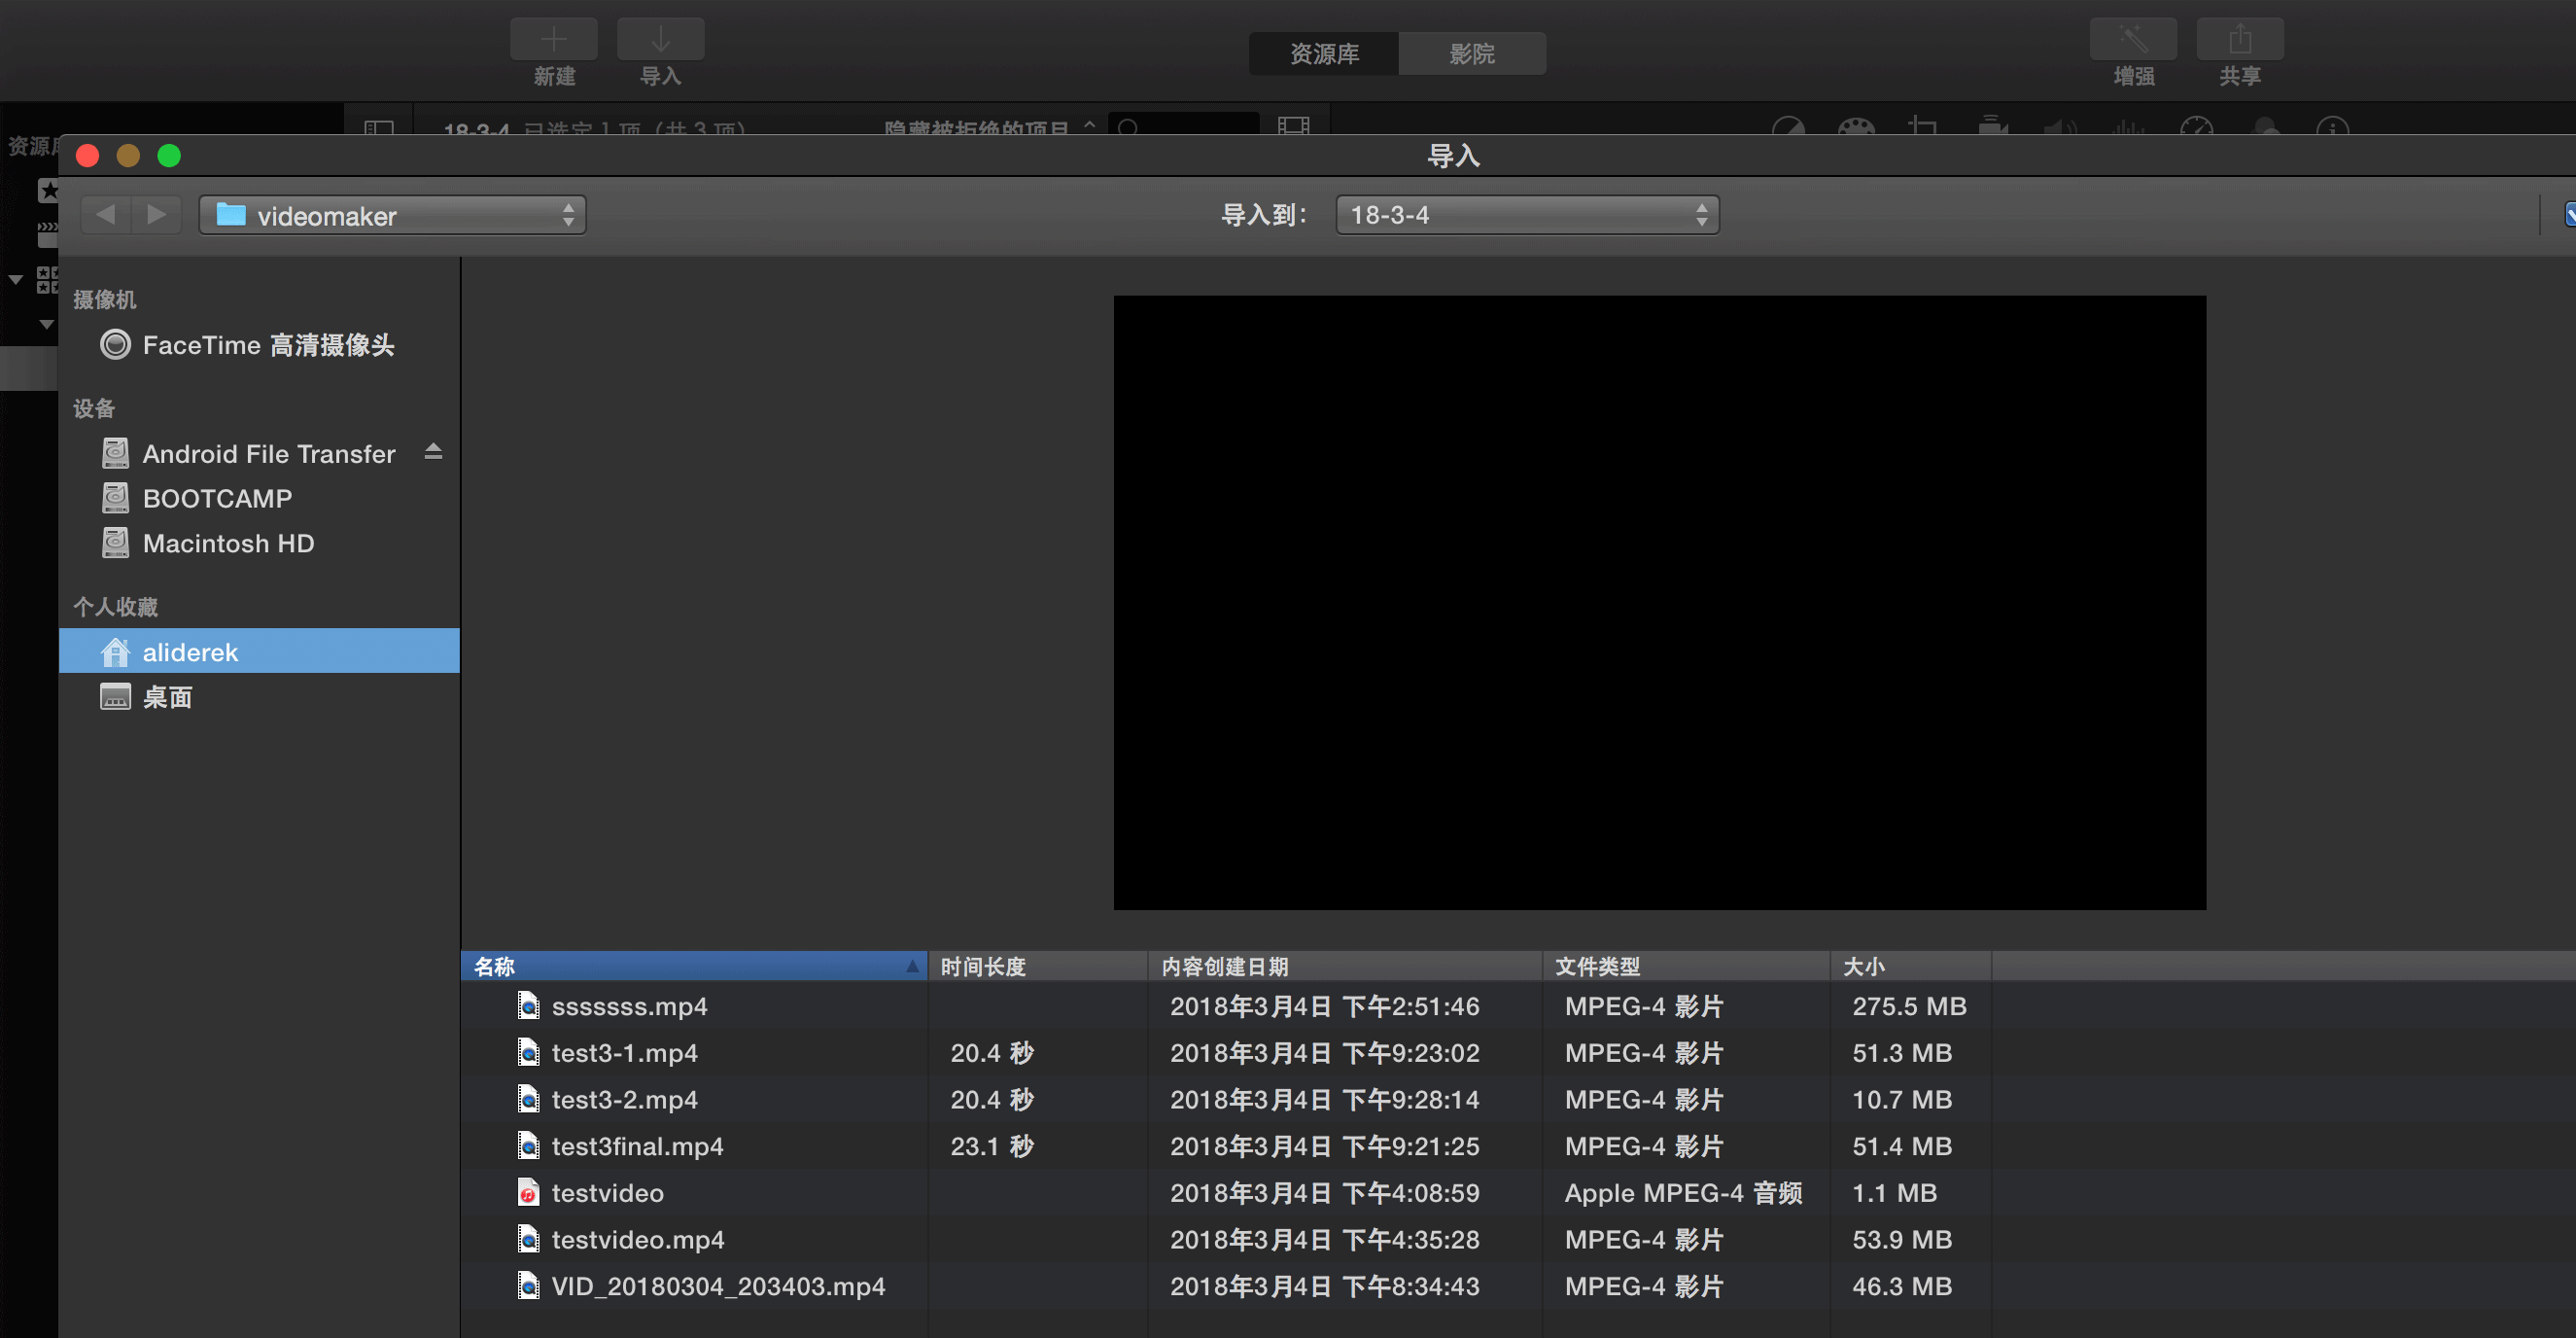 新建 导入 资源库 影院 增强 共享
资源库 18-3-4 已选定 1 项（共 3 项） 隐藏被拒绝的项目
导入
videomaker 导入到： 18-3-4
摄像机
FaceTime 高清摄像头
设备
Android File Transfer
BOOTCAMP
Macintosh HD
个人收藏
aliderek
桌面
名称 时间长度 内容创建日期 文件类型 大小
sssssss.mp4 2018年3月4日 下午2:51:46 MPEG-4 影片 275.5 MB
test3-1.mp4 20.4 秒 2018年3月4日 下午9:23:02 MPEG-4 影片 51.3 MB
test3-2.mp4 20.4 秒 2018年3月4日 下午9:28:14 MPEG-4 影片 10.7 MB
test3final.mp4 23.1 秒 2018年3月4日 下午9:21:25 MPEG-4 影片 51.4 MB
testvideo 2018年3月4日 下午4:08:59 Apple MPEG-4 音频 1.1 MB
testvideo.mp4 2018年3月4日 下午4:35:28 MPEG-4 影片 53.9 MB
VID_20180304_203403.mp4 2018年3月4日 下午8:34:43 MPEG-4 影片 46.3 MB